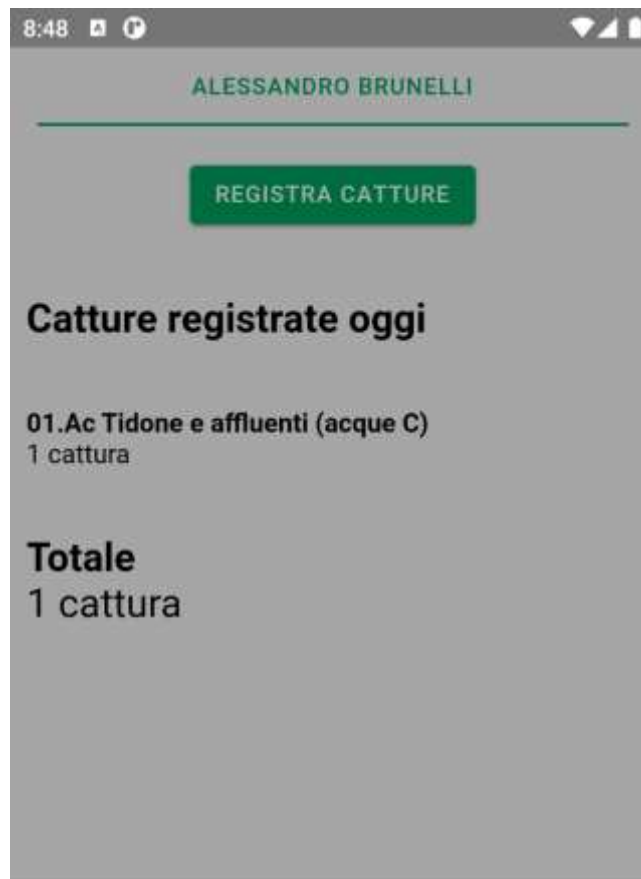 8:48
ALESSANDRO BRUNELLI
REGISTRA CATTURE
Catture registrate oggi
01.Ac Tidone e affluenti (acque C)
1 cattura
Totale
1 cattura